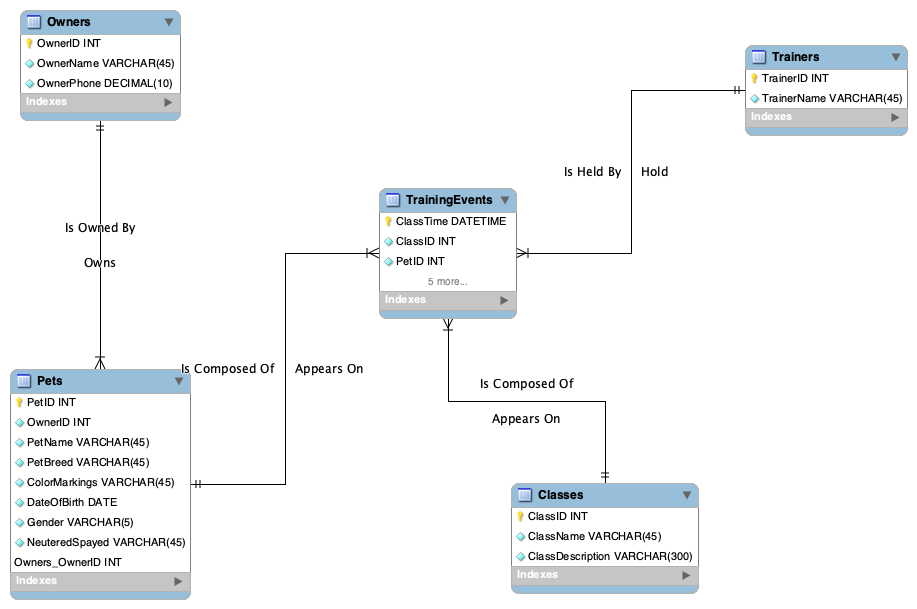 Owners
OwnerID INT
OwnerName VARCHAR(45)
OwnerPhone DECIMAL(10)
Indexes
Trainers
TrainerID INT
TrainerName VARCHAR(45)
Indexes
Is Held By
Hold
TrainingEvents
ClassTime DATETIME
ClassID INT
PetID INT
5 more...
Indexes
Is Owned By
Owns
Is Composed Of
Appears On
Pets
PetID INT
OwnerID INT
PetName VARCHAR(45)
PetBreed VARCHAR(45)
ColorMarkings VARCHAR(45)
DateOfBirth DATE
Gender VARCHAR(5)
NeuteredSpayed VARCHAR(45)
Owners_OwnerID INT
Indexes
Is Composed Of
Appears On
Classes
ClassID INT
ClassName VARCHAR(45)
ClassDescription VARCHAR(300)
Indexes